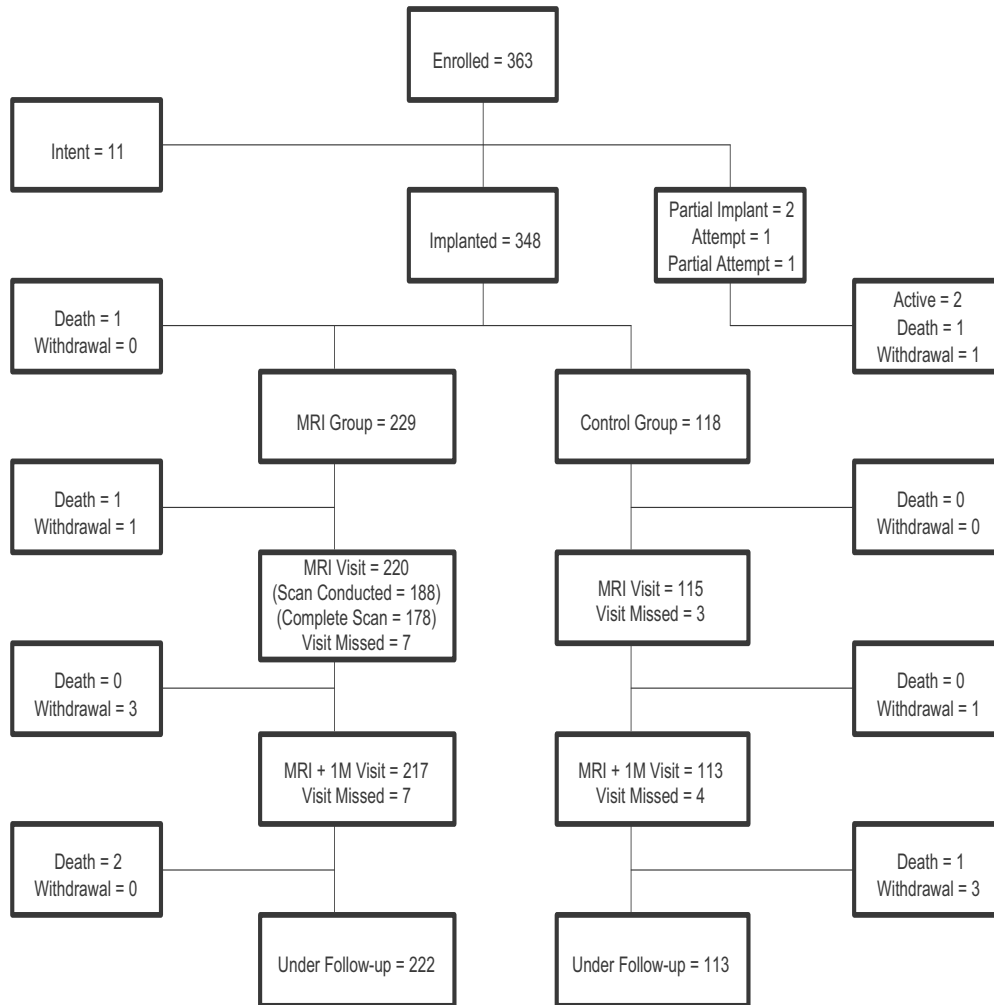 Enrolled = 363
Intent = 11
Implanted = 348
Partial Implant = 2
Attempt = 1
Partial Attempt = 1
Death = 1
Withdrawal = 0
Active = 2
Death = 1
Withdrawal = 1
MRI Group = 229
Control Group = 118
Death = 1
Withdrawal = 1
Death = 0
Withdrawal = 0
MRI Visit = 220
(Scan Conducted = 188)
(Complete Scan = 178)
Visit Missed = 7
MRI Visit = 115
Visit Missed = 3
Death = 0
Withdrawal = 3
Death = 0
Withdrawal = 1
MRI + 1M Visit = 217
Visit Missed = 7
MRI + 1M Visit = 113
Visit Missed = 4
Death = 2
Withdrawal = 0
Death = 1
Withdrawal = 3
Under Follow-up = 222
Under Follow-up = 113